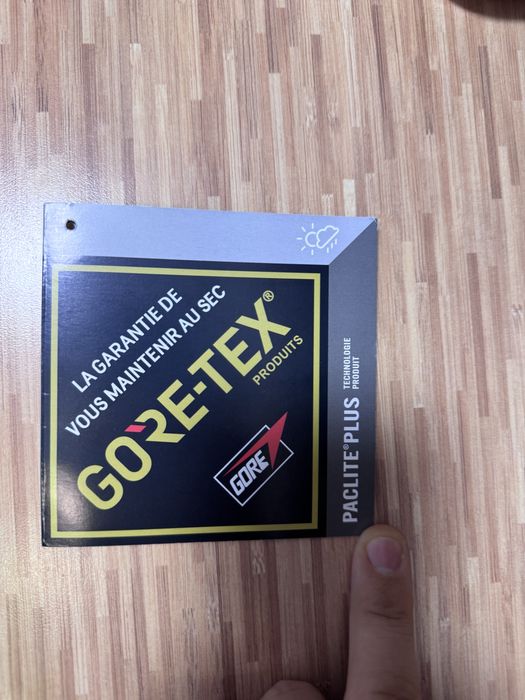 LA GARANTIE DE
VOUS MAINTENIR AU SEC
GORE-TEX®
PRODUITS
GORE
PACLITE® PLUS
TECHNOLOGIE
PRODUIT